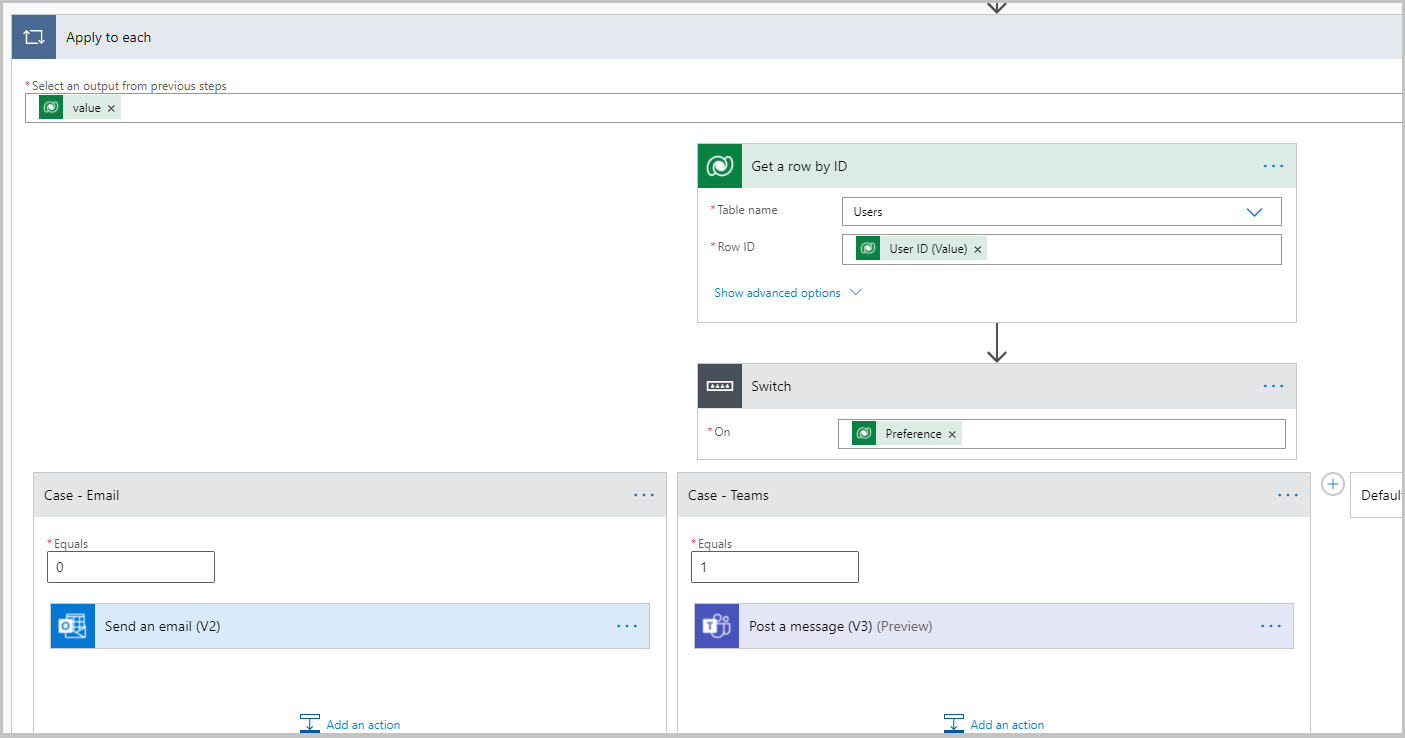 Apply to each
*Select an output from previous steps
value ×
Get a row by ID
*Table name
Users
*Row ID
User ID (Value) ×
Show advanced options
Switch
*On
Preference ×
Case - Email
Case - Teams
Defaul
*Equals
*Equals
0
1
Send an email (V2)
Post a message (V3) (Preview)
Add an action
Add an action